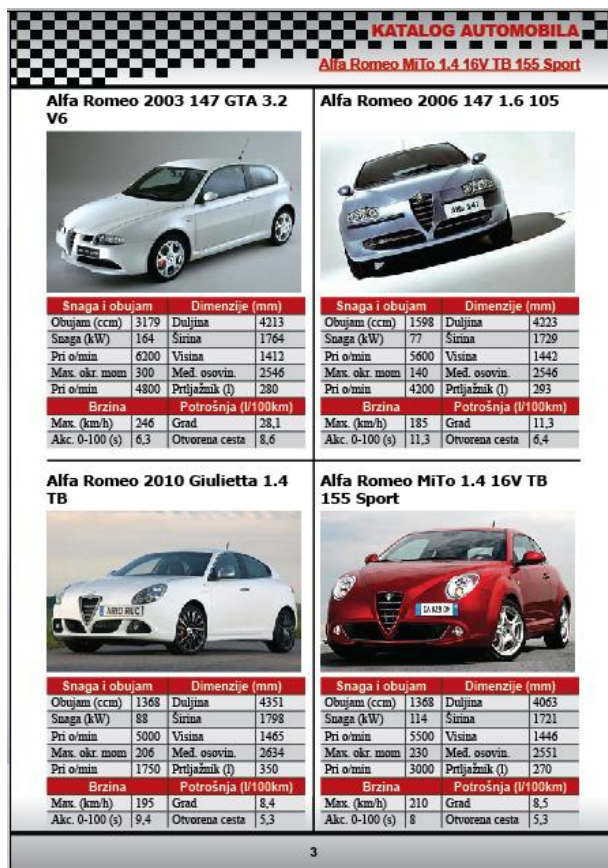 KATALOG AUTOMOBILA
Alfa Romeo MiTo 1.4 16V TB 155 Sport
Alfa Romeo 2003 147 GTA 3.2
V6
Snaga i obujam Dimenzije (mm)
Obujam (ccm) 3179 Duljina 4213
Snaga (kW) 164 Širina 1764
Pri o/min 6200 Visina 1412
Max. okr. mom 300 Međ. osovin. 2546
Pri o/min 4800 Prtljažnik (l) 280
Brzina Potrošnja (l/100km)
Max. (km/h) 246 Grad 28,1
Akc. 0-100 (s) 6,3 Otvorena cesta 8,6
Alfa Romeo 2006 147 1.6 105
Snaga i obujam Dimenzije (mm)
Obujam (ccm) 1598 Duljina 4223
Snaga (kW) 77 Širina 1729
Pri o/min 5600 Visina 1442
Max. okr. mom 140 Međ. osovin. 2546
Pri o/min 4200 Prtljažnik (l) 293
Brzina Potrošnja (l/100km)
Max. (km/h) 185 Grad 11,3
Akc. 0-100 (s) 11,3 Otvorena cesta 6,4
Alfa Romeo 2010 Giulietta 1.4
TB
Snaga i obujam Dimenzije (mm)
Obujam (ccm) 1368 Duljina 4351
Snaga (kW) 88 Širina 1798
Pri o/min 5000 Visina 1465
Max. okr. mom 206 Međ. osovin. 2634
Pri o/min 1750 Prtljažnik (l) 350
Brzina Potrošnja (l/100km)
Max. (km/h) 195 Grad 8,4
Akc. 0-100 (s) 9,4 Otvorena cesta 5,3
Alfa Romeo MiTo 1.4 16V TB
155 Sport
Snaga i obujam Dimenzije (mm)
Obujam (ccm) 1368 Duljina 4063
Snaga (kW) 114 Širina 1721
Pri o/min 5500 Visina 1446
Max. okr. mom 230 Međ. osovin. 2551
Pri o/min 3000 Prtljažnik (l) 270
Brzina Potrošnja (l/100km)
Max. (km/h) 210 Grad 8,5
Akc. 0-100 (s) 8 Otvorena cesta 5,3
3